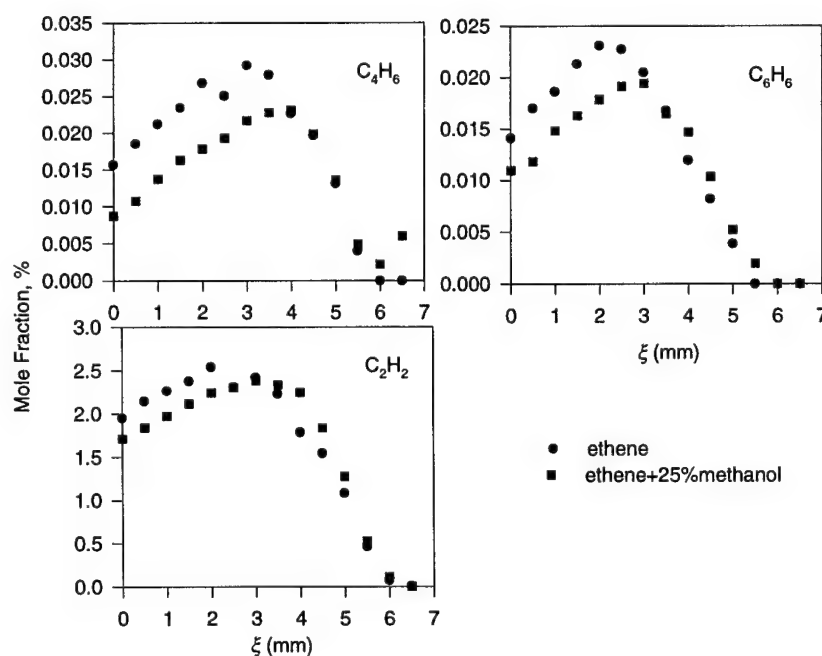 Mole Fraction, %
0.035
0.030
0.025
0.020
0.015
0.010
0.005
0.000
C4H6
0 1 2 3 4 5 6 7
0.025
0.020
0.015
0.010
0.005
0.000
C6H6
0 1 2 3 4 5 6 7
ξ (mm)
3.0
2.5
2.0
1.5
1.0
0.5
0.0
C2H2
0 1 2 3 4 5 6 7
ξ (mm)
ethene
ethene+25%methanol